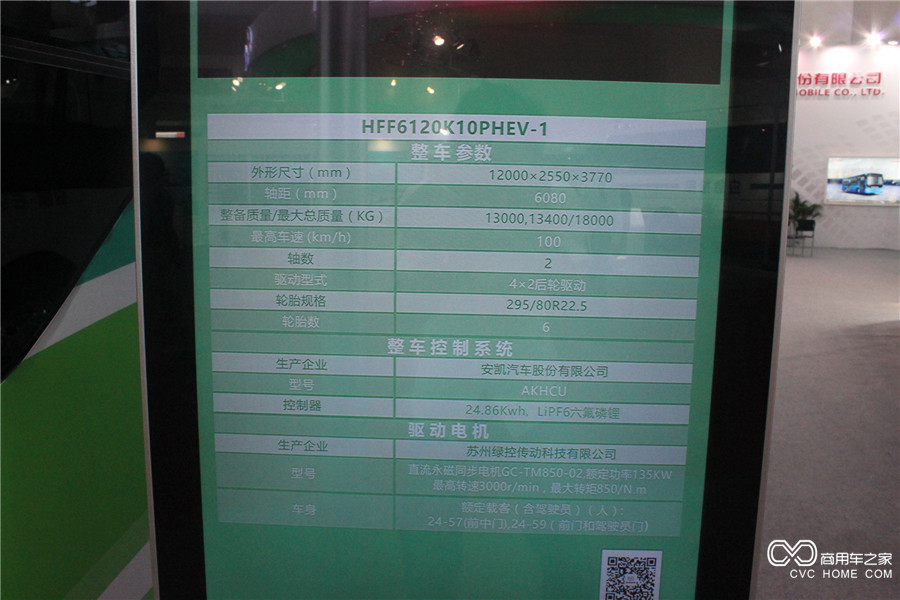 份有限公司
OBILE CO., LTD.
HFF6120K10PHEV-1
整车参数
外形尺寸（mm） 12000×2550×3770
轴距（mm） 6080
整备质量/最大总质量（KG） 13000,13400/18000
最高车速(km/h) 100
轴数 2
驱动型式 4×2后轮驱动
轮胎规格 295/80R22.5
轮胎数 6
整车控制系统
生产企业 安凯汽车股份有限公司
型号 AKHCU
控制器 24.86Kwh, LiPF6六氟磷锂
驱动电机
生产企业 苏州绿控传动科技有限公司
型号 直流永磁同步电机GC-TM850-02,额定功率135KW
最高转速3000r/min，最大转矩850/N.m
车身 额定载客（含驾驶员）（人）:
24-57(前中门),24-59（前门和驾驶员门）
商用车之家
CVC HOME COM